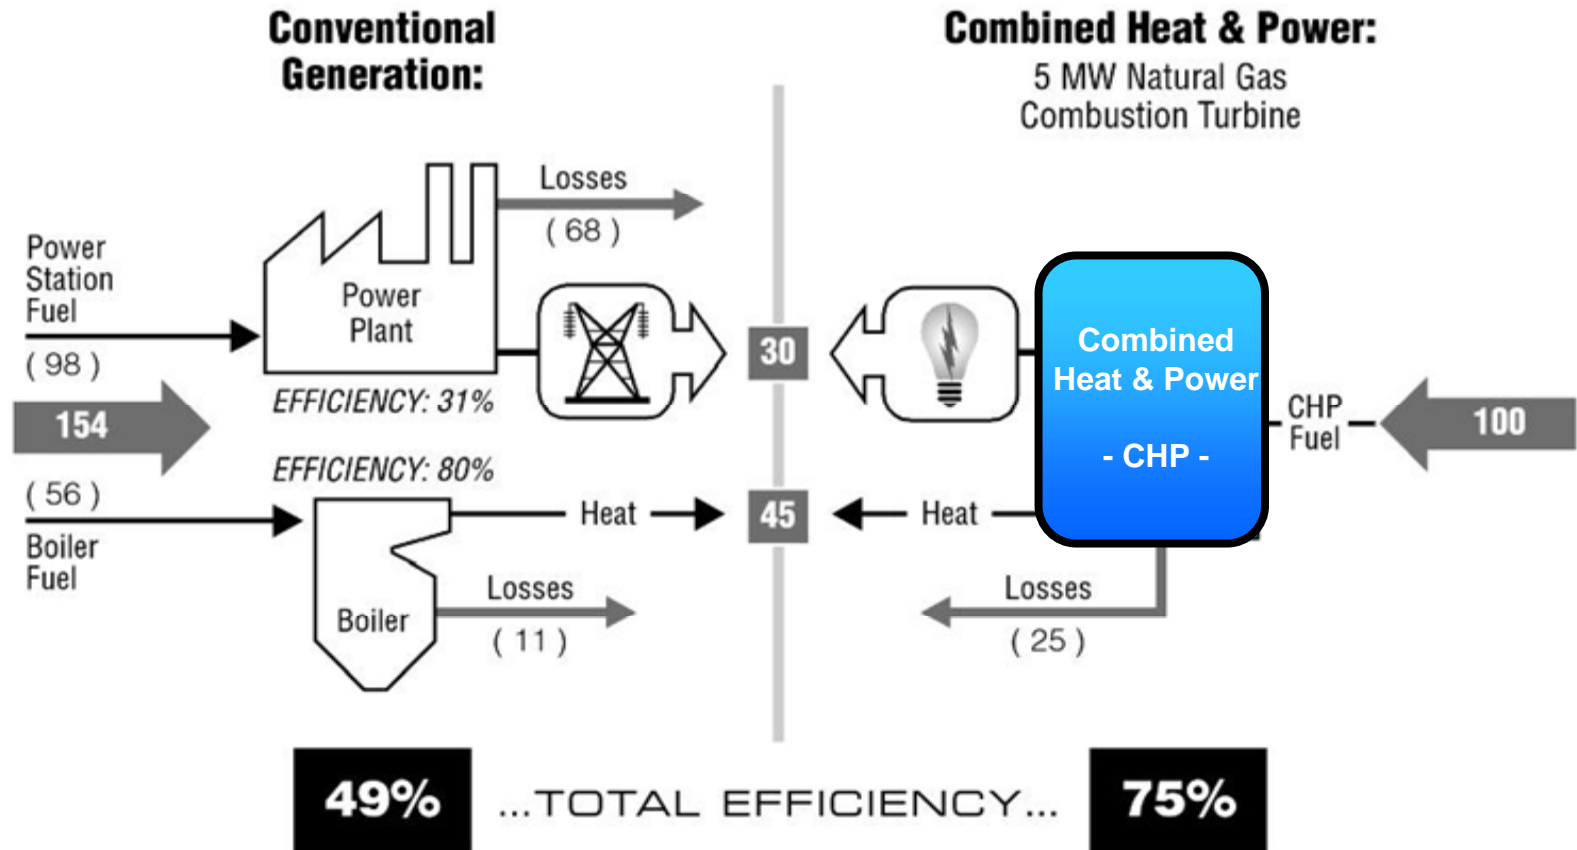 Conventional
Generation:
Combined Heat & Power:
5 MW Natural Gas
Combustion Turbine
Losses
( 68 )
Power
Station
Fuel
( 98 )
Power
Plant
EFFICIENCY: 31%
154
30
Combined
Heat & Power
- CHP -
CHP
Fuel
100
EFFICIENCY: 80%
( 56 )
Boiler
Fuel
Heat
45
Heat
Boiler
Losses
( 11 )
Losses
( 25 )
49%
...TOTAL EFFICIENCY...
75%